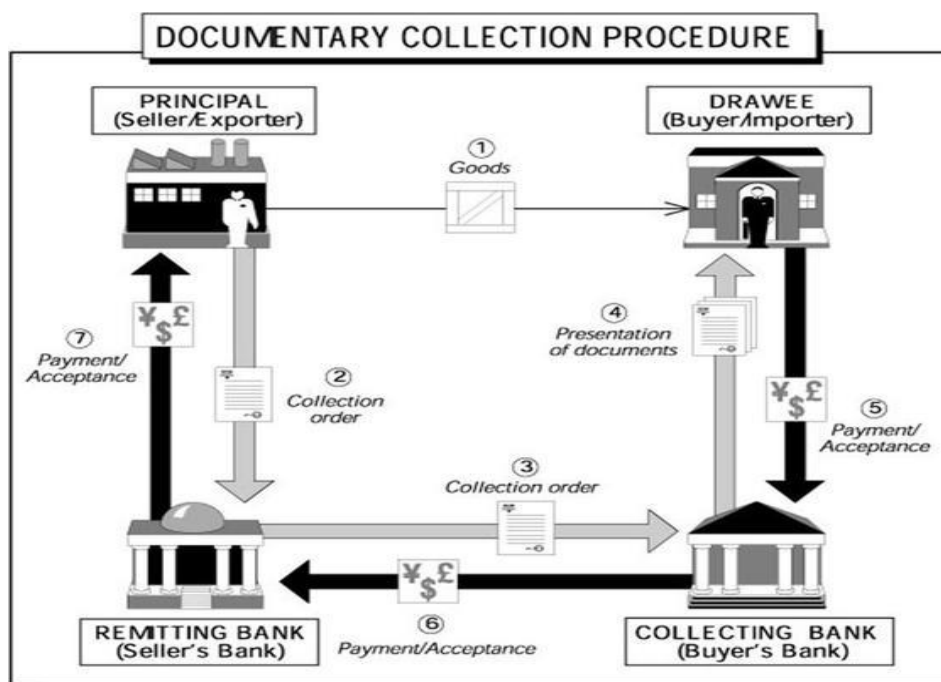 DOCUMENTARY COLLECTION PROCEDURE
PRINCIPAL
(Seller/Exporter)
DRAWEE
(Buyer/Importer)
①
Goods
④
Presentation
of documents
⑦
Payment/
Acceptance
¥$£
②
Collection
order
¥$£
⑤
Payment/
Acceptance
③
Collection order
¥$£
⑥
Payment/Acceptance
REMITTING BANK
(Seller's Bank)
COLLECTING BANK
(Buyer's Bank)